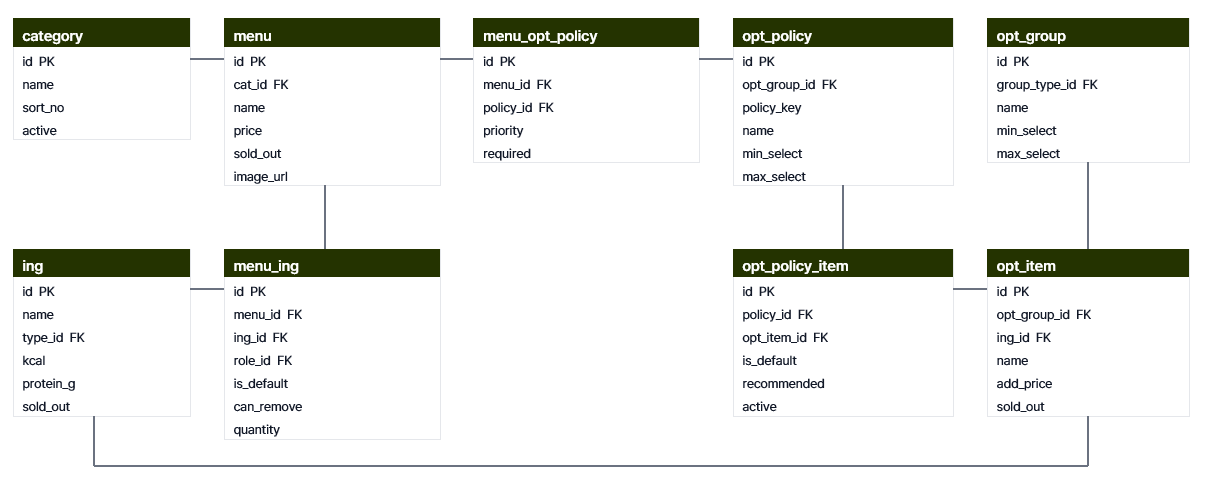 category
id PK
name
sort_no
active
menu
id PK
cat_id FK
name
price
sold_out
image_url
menu_opt_policy
id PK
menu_id FK
policy_id FK
priority
required
opt_policy
id PK
opt_group_id FK
policy_key
name
min_select
max_select
opt_group
id PK
group_type_id FK
name
min_select
max_select
ing
id PK
name
type_id FK
kcal
protein_g
sold_out
menu_ing
id PK
menu_id FK
ing_id FK
role_id FK
is_default
can_remove
quantity
opt_policy_item
id PK
policy_id FK
opt_item_id FK
is_default
recommended
active
opt_item
id PK
opt_group_id FK
ing_id FK
name
add_price
sold_out